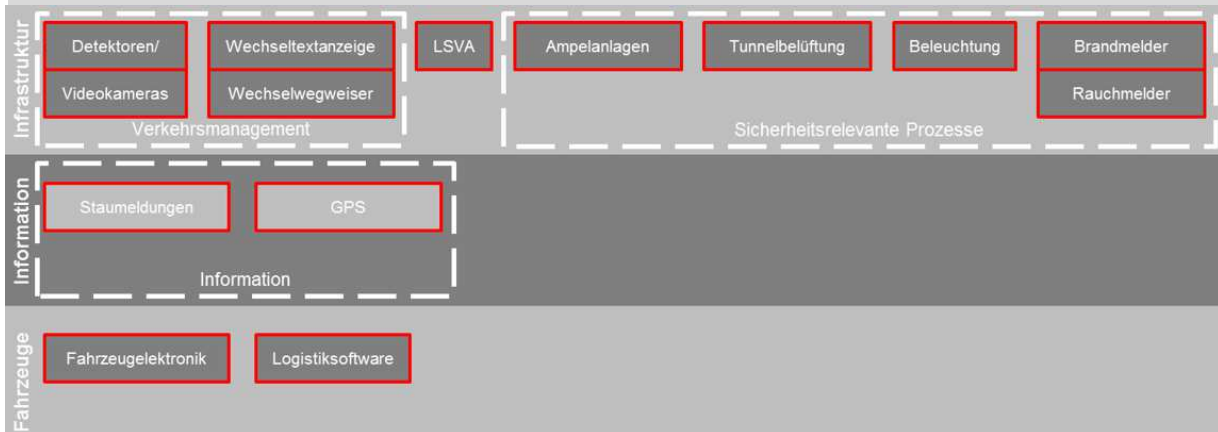 Infrastruktur
Detektoren/
Videokameras
Wechseltextanzeige
Wechselwegweiser
Verkehrsmanagement
LSVA
Ampelanlagen
Tunnelbelüftung
Beleuchtung
Brandmelder
Rauchmelder
Sicherheitsrelevante Prozesse
Information
Staumeldungen
GPS
Information
Fahrzeuge
Fahrzeugelektronik
Logistiksoftware